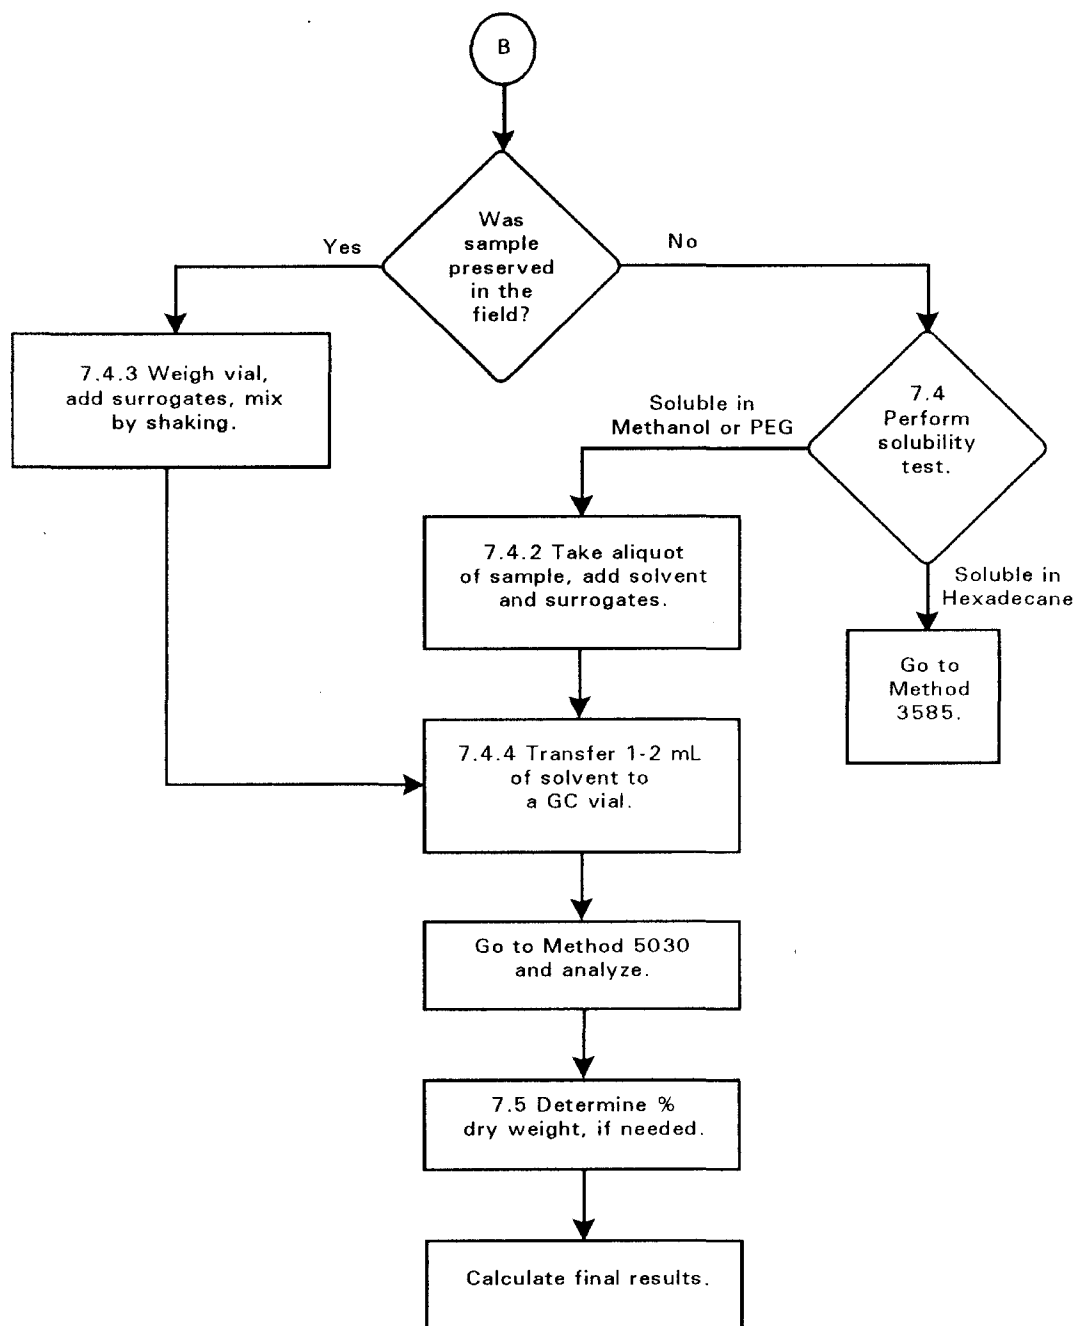 B
Was
sample
preserved
in the
field?
Yes
No
7.4.3 Weigh vial,
add surrogates, mix
by shaking.
7.4
Perform
solubility
test.
Soluble in
Methanol or PEG
Soluble in
Hexadecane
7.4.2 Take aliquot
of sample, add solvent
and surrogates.
Go to
Method
3585.
7.4.4 Transfer 1-2 mL
of solvent to
a GC vial.
Go to Method 5030
and analyze.
7.5 Determine %
dry weight, if needed.
Calculate final results.